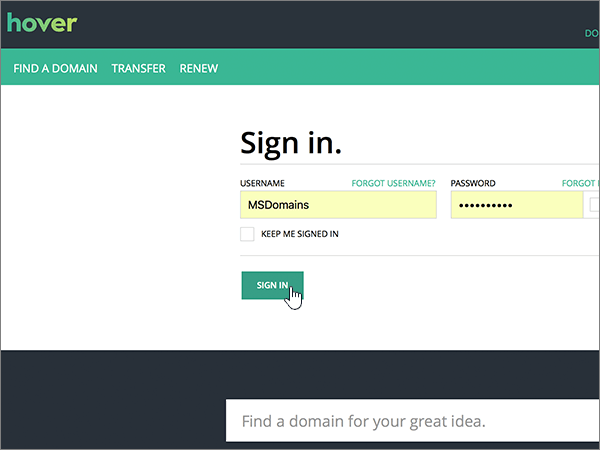 hover
DO
FIND A DOMAIN TRANSFER RENEW
Sign in.
USERNAME FORGOT USERNAME? PASSWORD FORGOT
MSDomains ••••••••••
KEEP ME SIGNED IN
SIGN IN
Find a domain for your great idea.